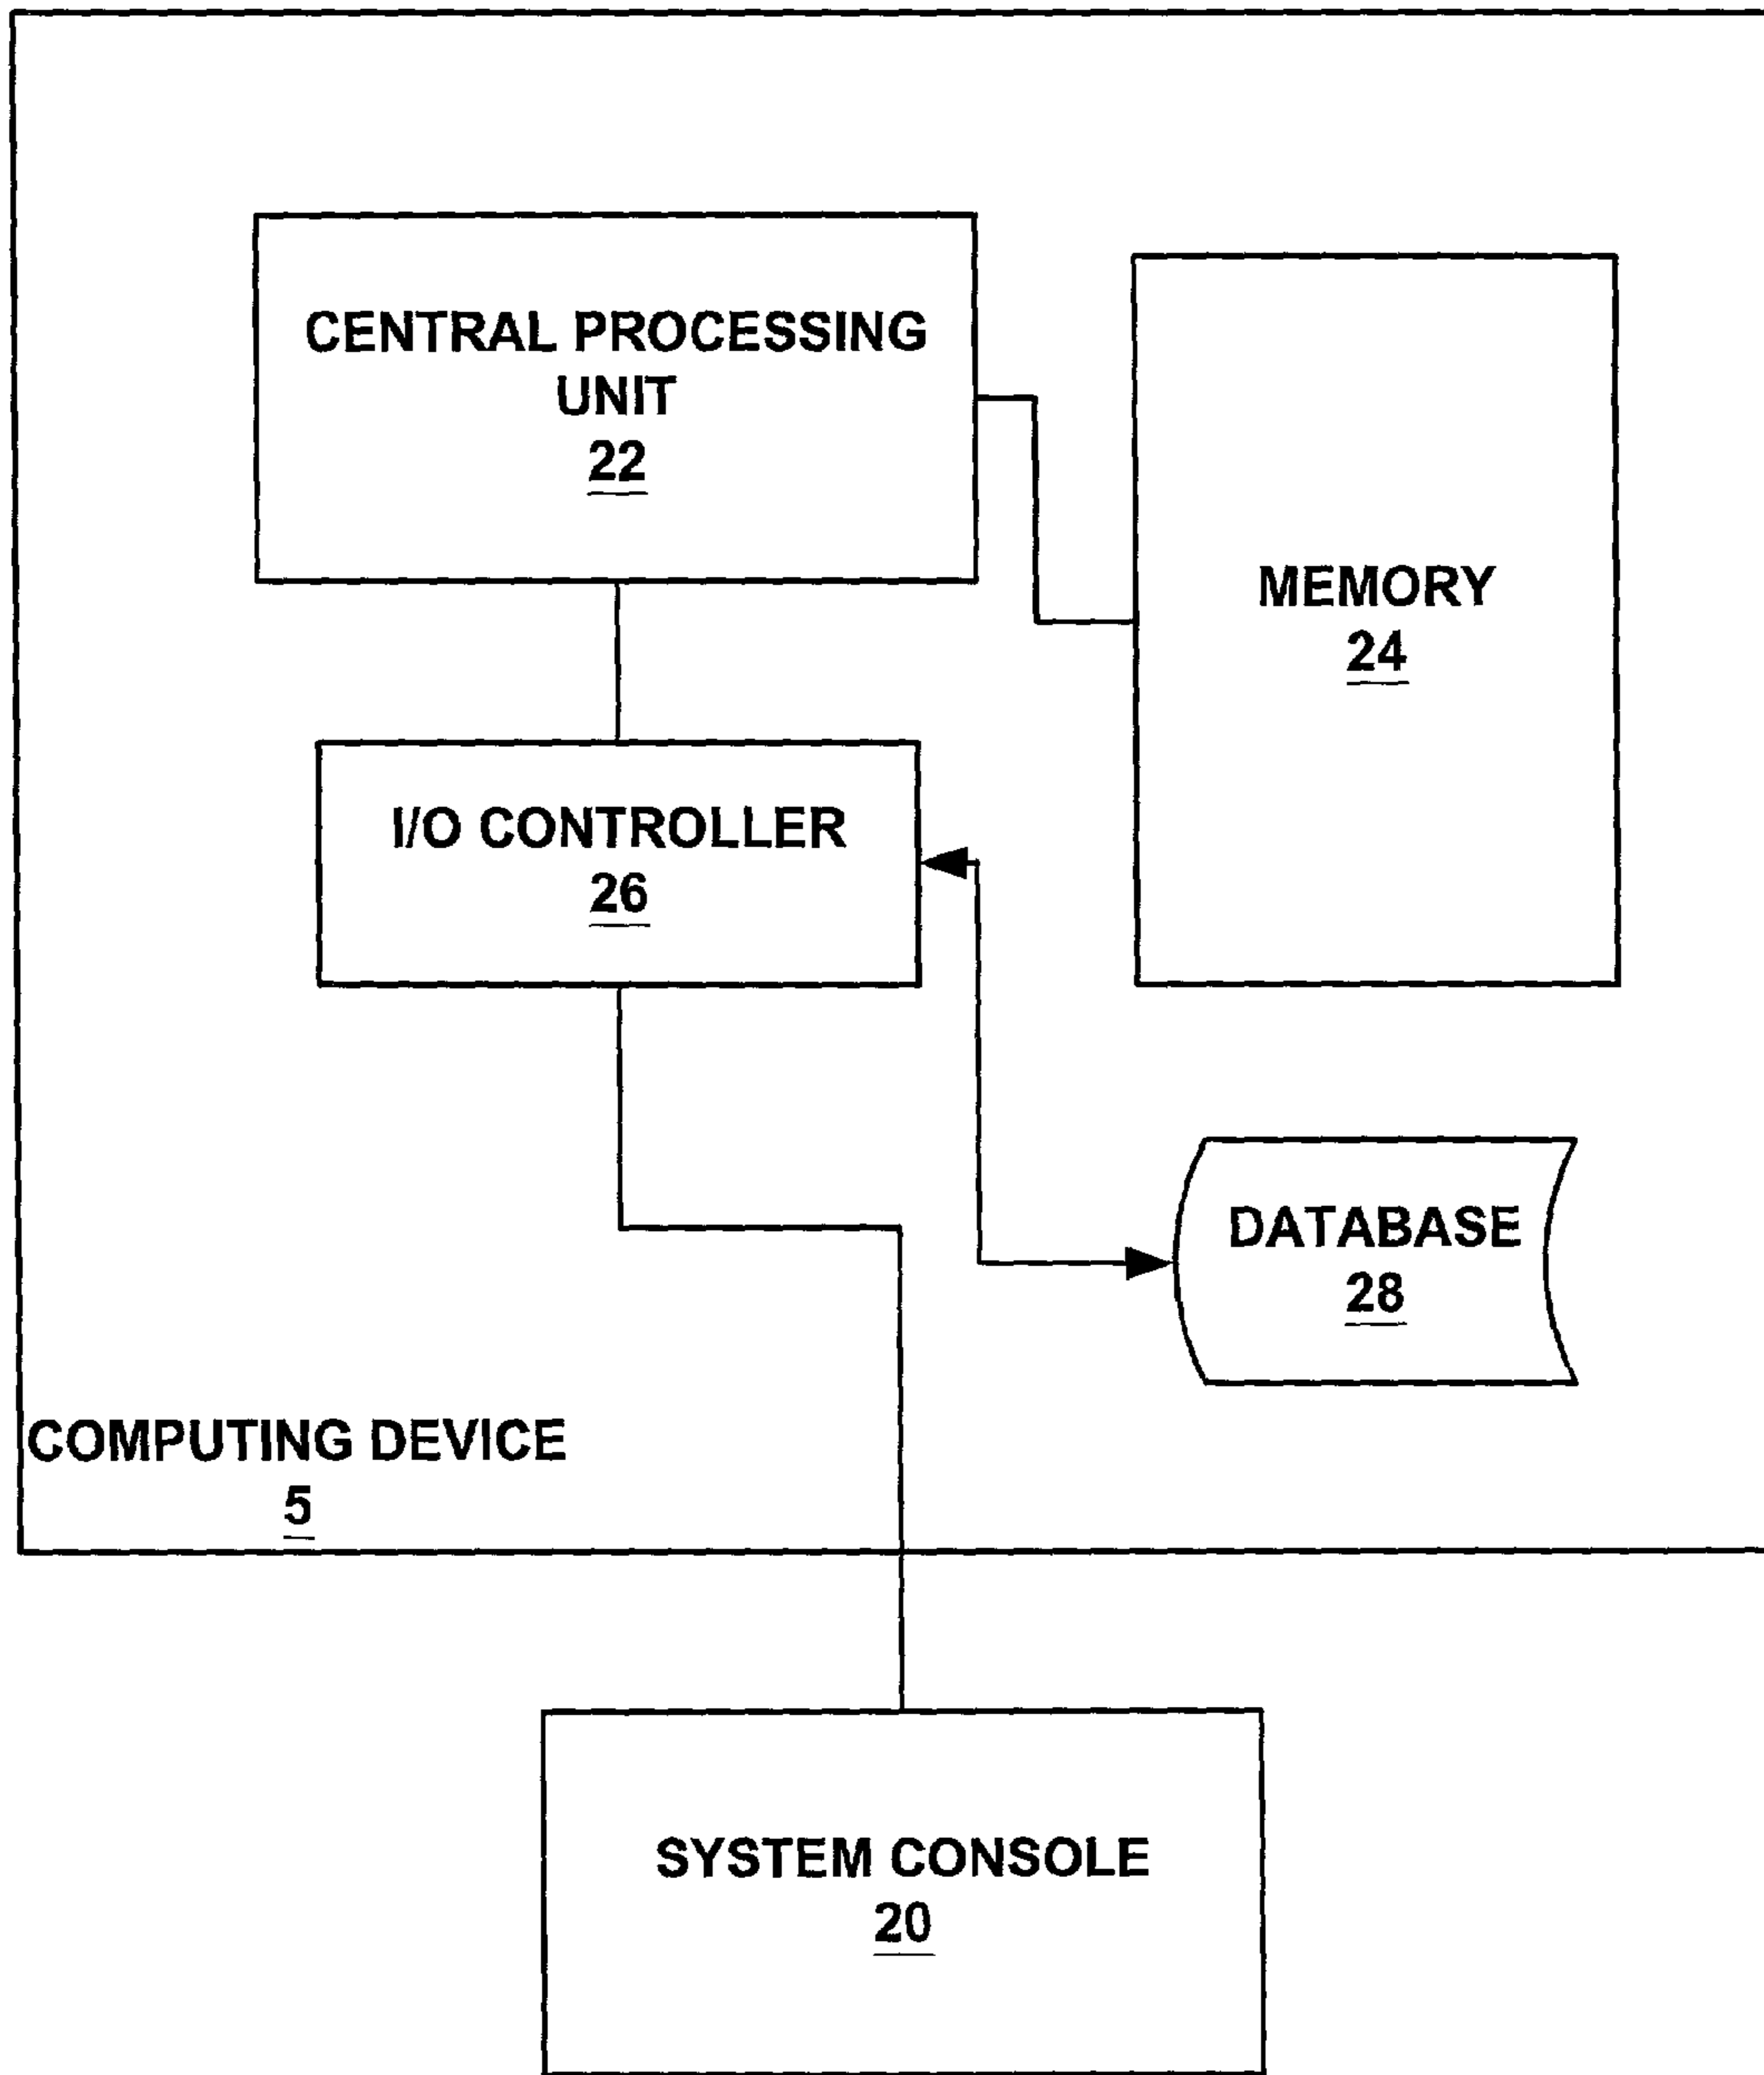 CENTRAL PROCESSING
UNIT
22
MEMORY
24
I/O CONTROLLER
26
DATABASE
28
COMPUTING DEVICE
5
SYSTEM CONSOLE
20